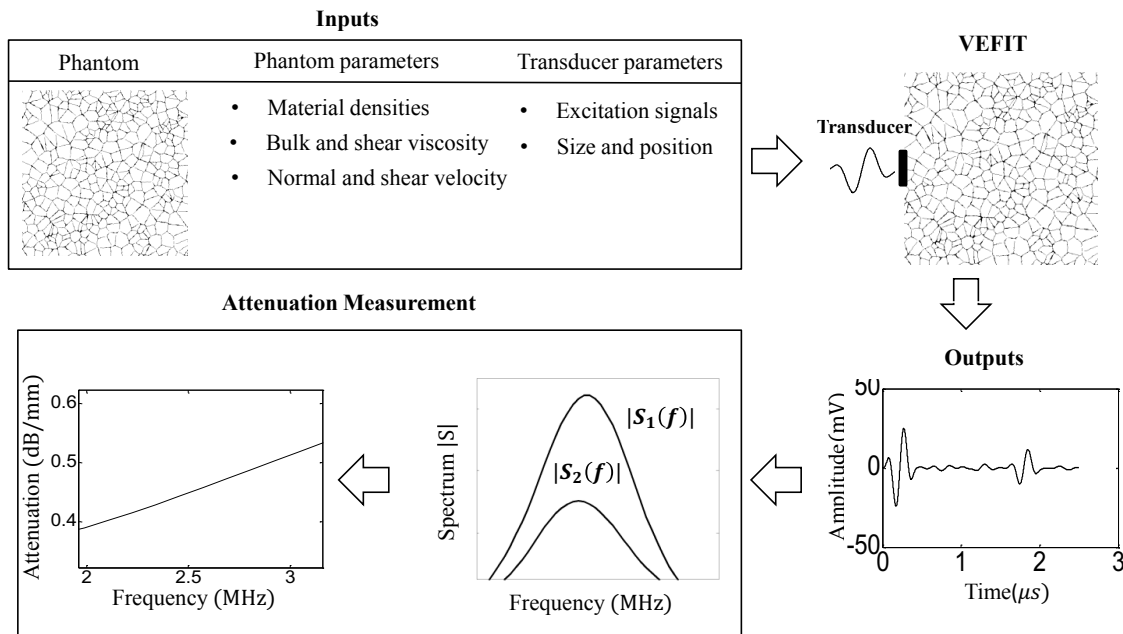 Inputs
Phantom
Phantom parameters
Transducer parameters
• Material densities
• Bulk and shear viscosity
• Normal and shear velocity
• Excitation signals
• Size and position
VEFIT
Transducer
Outputs
Amplitude(mV)
50
0
-50
0
1
2
3
Time(μs)
Attenuation Measurement
Attenuation (dB/mm)
0.6
0.5
0.4
2
2.5
3
Frequency (MHz)
Spectrum |S|
|S₁(f)|
|S₂(f)|
Frequency (MHz)